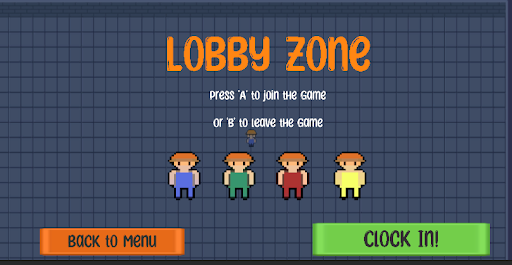 LOBBY ZONE
Press 'A' to join the Game
or 'B' to leave the Game
Back to Menu
Clock In!